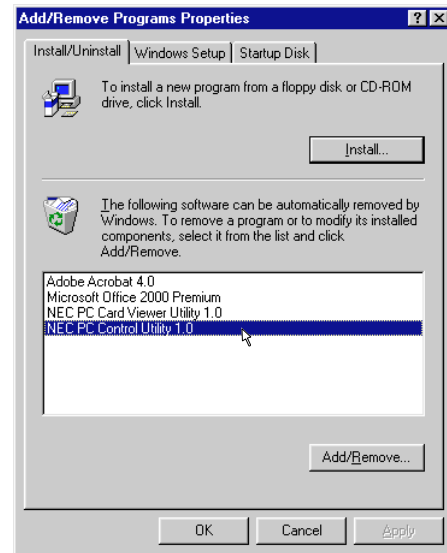 Add/Remove Programs Properties
Install/Uninstall Windows Setup Startup Disk
To install a new program from a floppy disk or CD-ROM
drive, click Install.
Install...
The following software can be automatically removed by
Windows. To remove a program or to modify its installed
components, select it from the list and click
Add/Remove.
Adobe Acrobat 4.0
Microsoft Office 2000 Premium
NEC PC Card Viewer Utility 1.0
NEC PC Control Utility 1.0
Add/Remove...
OK Cancel Apply